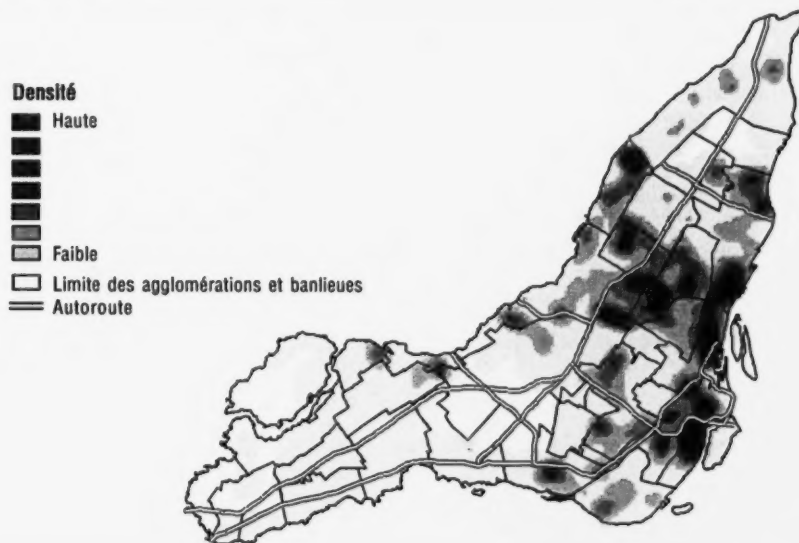 Densité
Haute
Faible
Limite des agglomérations et banlieues
Autoroute